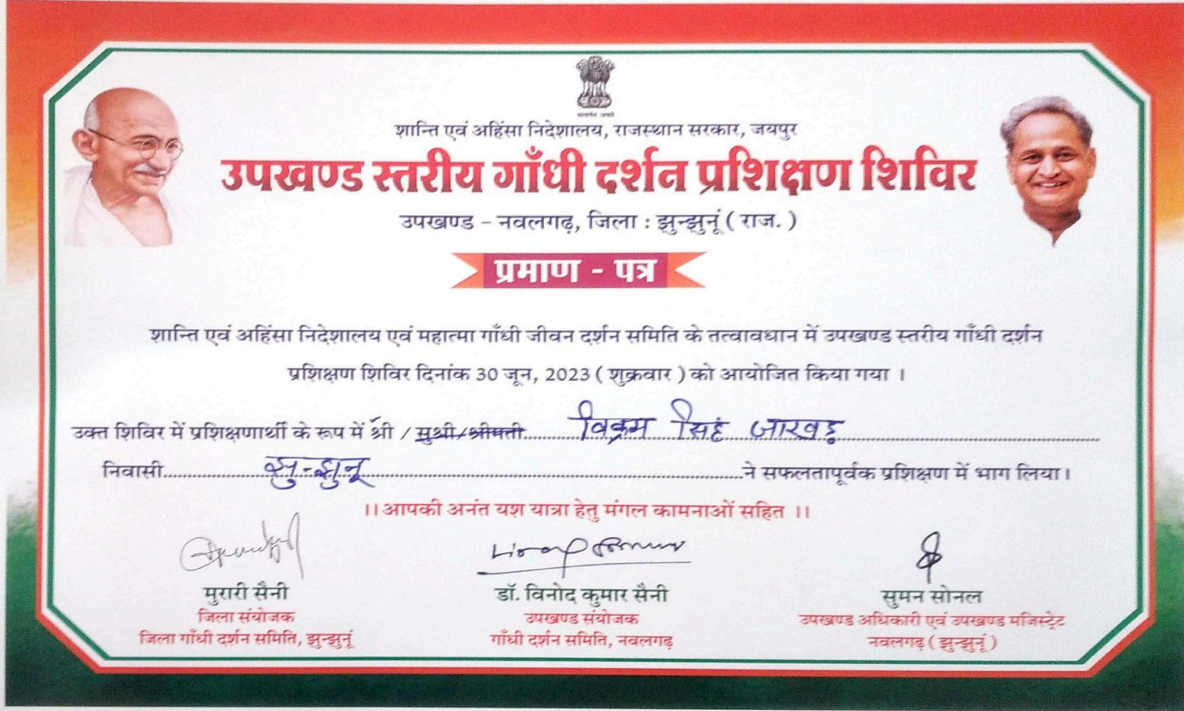 शान्ति एवं अहिंसा निदेशालय, राजस्थान सरकार, जयपुर
उपखण्ड स्तरीय गाँधी दर्शन प्रशिक्षण शिविर
उपखण्ड - नवलगढ़, जिला : झुन्झुनूं ( राज. )
प्रमाण - पत्र
शान्ति एवं अहिंसा निदेशालय एवं महात्मा गाँधी जीवन दर्शन समिति के तत्वावधान में उपखण्ड स्तरीय गाँधी दर्शन
प्रशिक्षण शिविर दिनांक 30 जून, 2023 ( शुक्रवार ) को आयोजित किया गया ।
उक्त शिविर में प्रशिक्षणार्थी के रूप में श्री / सुश्री/श्रीमती विक्रम सिंह जाखड़
निवासी झुन्झुनू ने सफलतापूर्वक प्रशिक्षण में भाग लिया।
।। आपकी अनंत यश यात्रा हेतु मंगल कामनाओं सहित ।।
मुरारी सैनी डॉ. विनोद कुमार सैनी सुमन सोनल
जिला संयोजक उपखण्ड संयोजक उपखण्ड अधिकारी एवं उपखण्ड मजिस्ट्रेट
जिला गाँधी दर्शन समिति, झुन्झुनूं गाँधी दर्शन समिति, नवलगढ़ नवलगढ़ ( झुन्झुनूं )